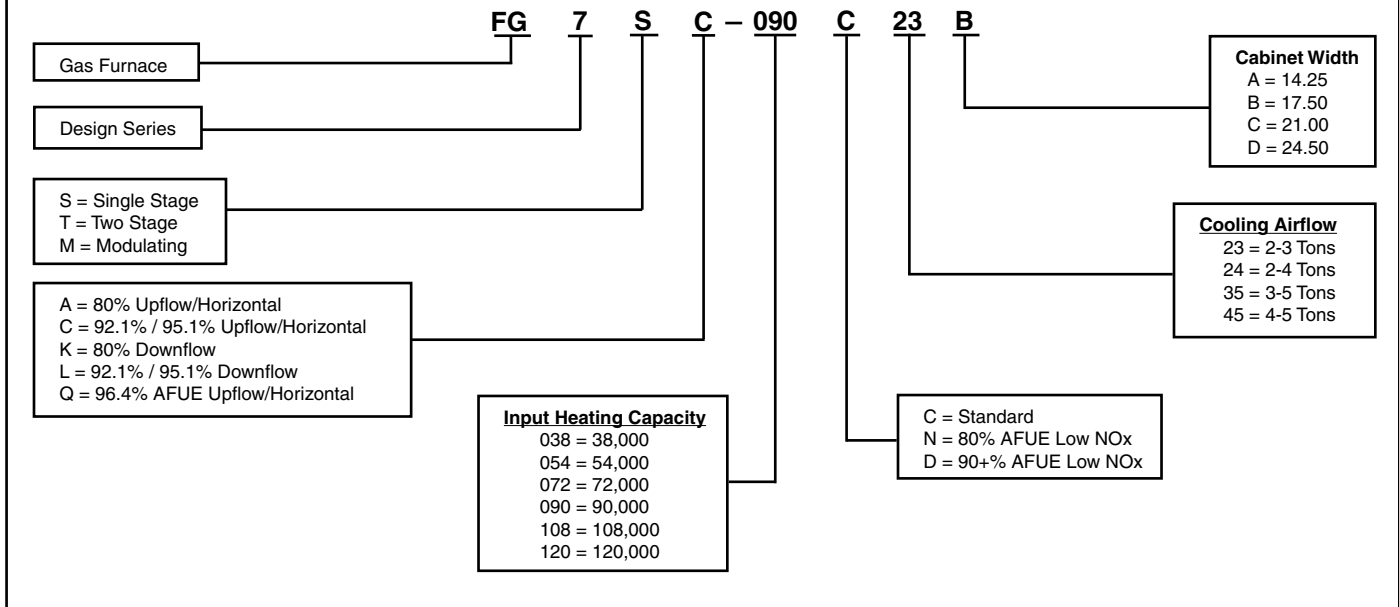 FG 7 S C – 090 C 23 B
Gas Furnace
Design Series
S = Single Stage
T = Two Stage
M = Modulating
A = 80% Upflow/Horizontal
C = 92.1% / 95.1% Upflow/Horizontal
K = 80% Downflow
L = 92.1% / 95.1% Downflow
Q = 96.4% AFUE Upflow/Horizontal
Input Heating Capacity
038 = 38,000
054 = 54,000
072 = 72,000
090 = 90,000
108 = 108,000
120 = 120,000
C = Standard
N = 80% AFUE Low NOx
D = 90+% AFUE Low NOx
Cooling Airflow
23 = 2-3 Tons
24 = 2-4 Tons
35 = 3-5 Tons
45 = 4-5 Tons
Cabinet Width
A = 14.25
B = 17.50
C = 21.00
D = 24.50